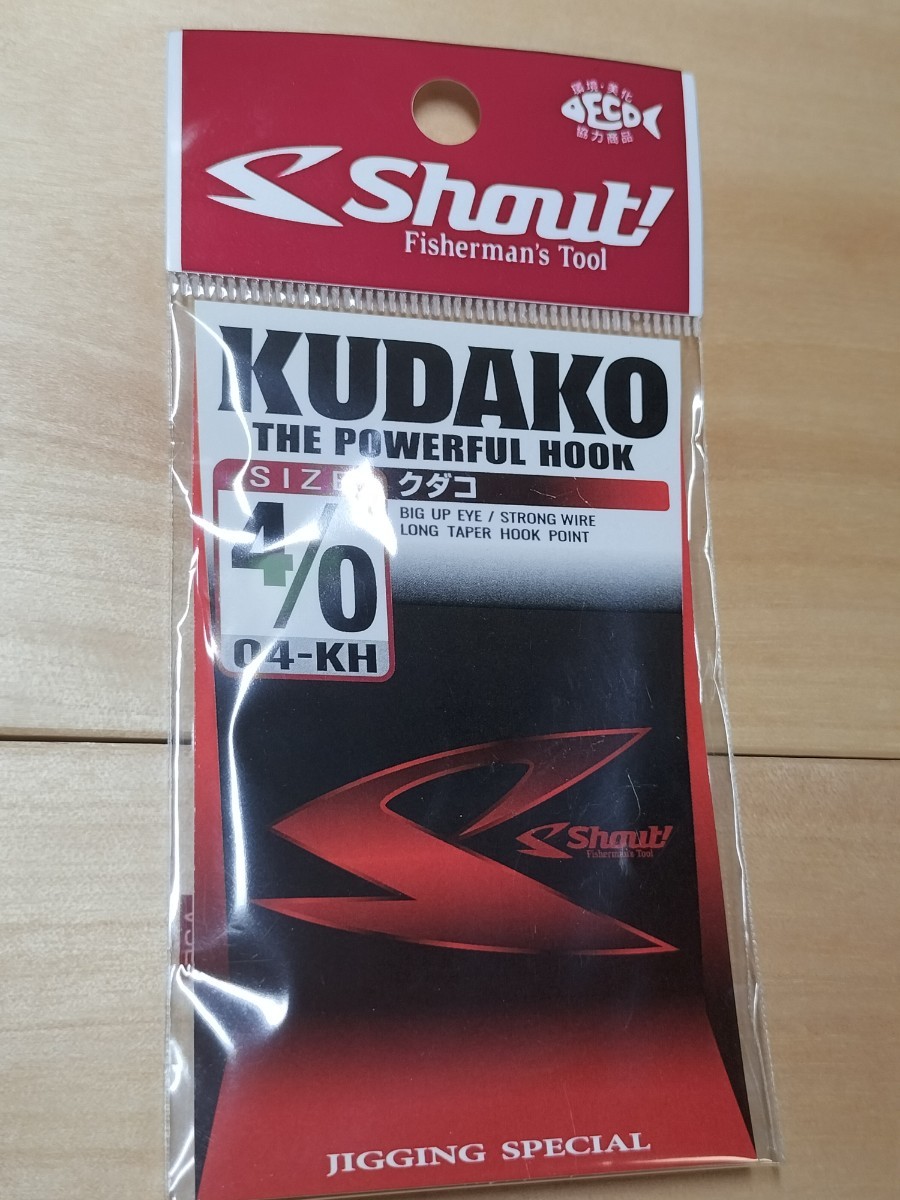 環境・美化
ECO
協力商品
Shout!
Fisherman's Tool
KUDAKO
THE POWERFUL HOOK
SIZE
クダコ
4/0
BIG UP EYE / STRONG WIRE
LONG TAPER HOOK POINT
04-KH
Shout!
Fisherman's Tool
JIGGING SPECIAL